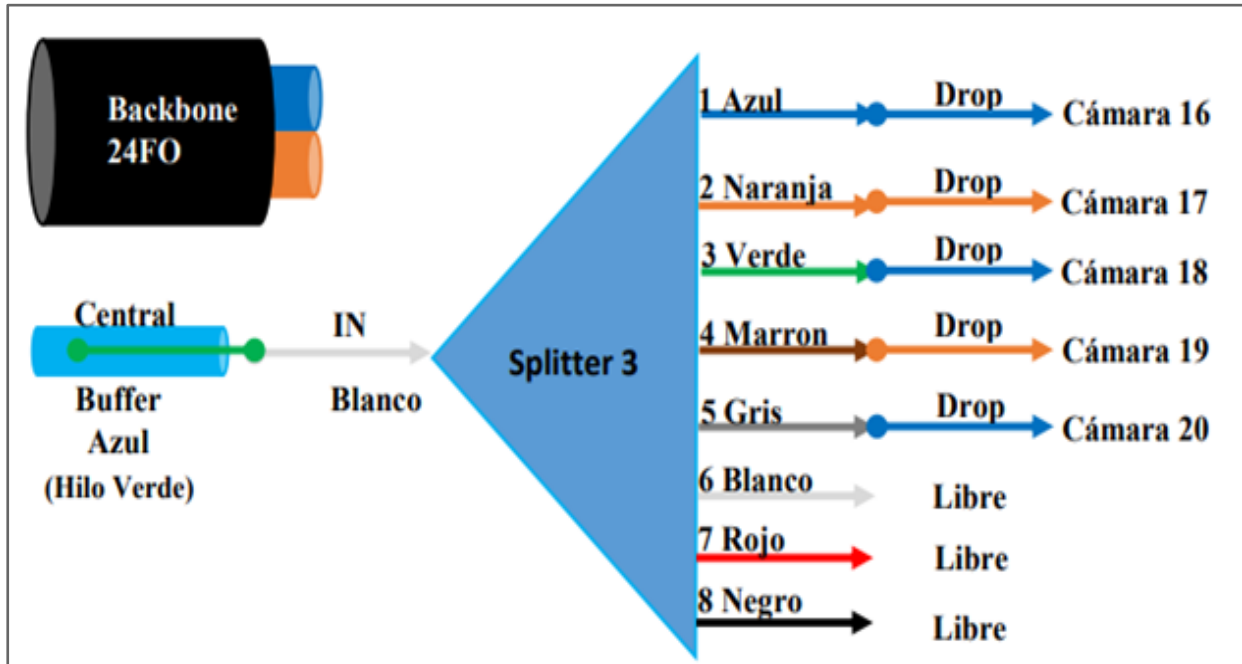 Backbone
24FO
Central
Buffer
Azul
(Hilo Verde)
IN
Blanco
Splitter 3
1 Azul
Drop
Cámara 16
2 Naranja
Drop
Cámara 17
3 Verde
Drop
Cámara 18
4 Marron
Drop
Cámara 19
5 Gris
Drop
Cámara 20
6 Blanco
Libre
7 Rojo
Libre
8 Negro
Libre